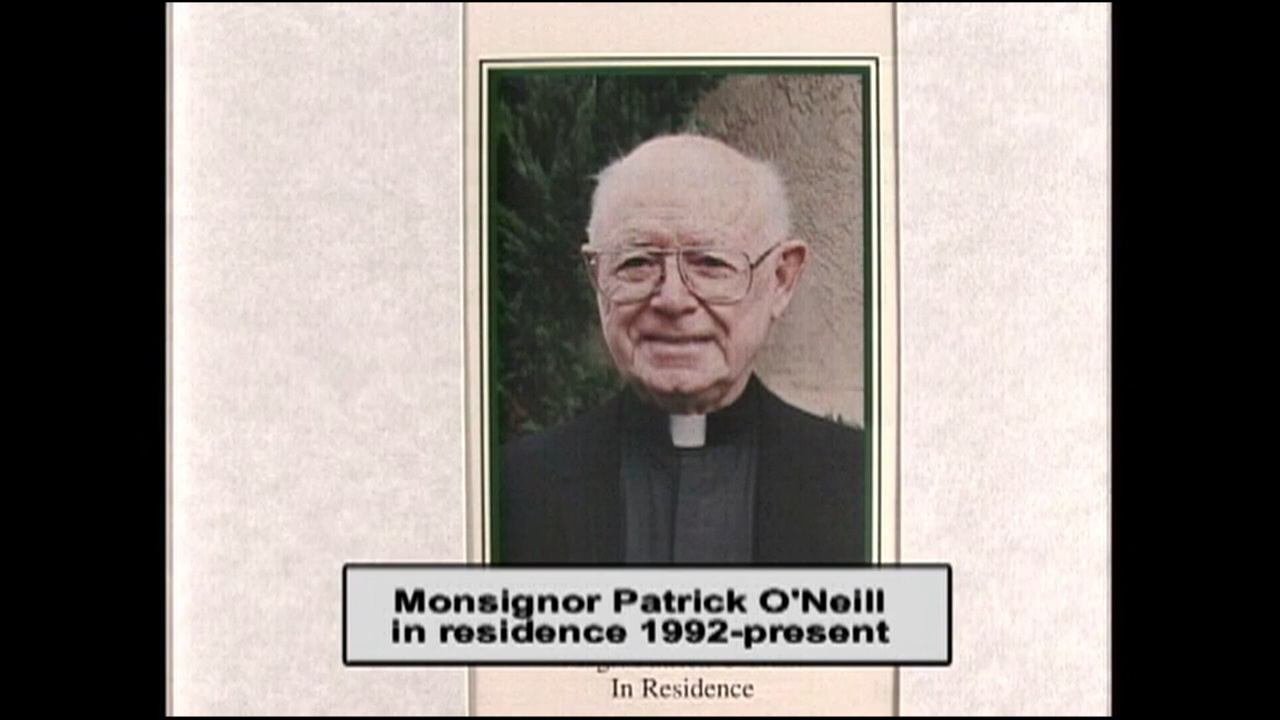 Monsignor Patrick O'Neill
in residence 1992-present
In Residence